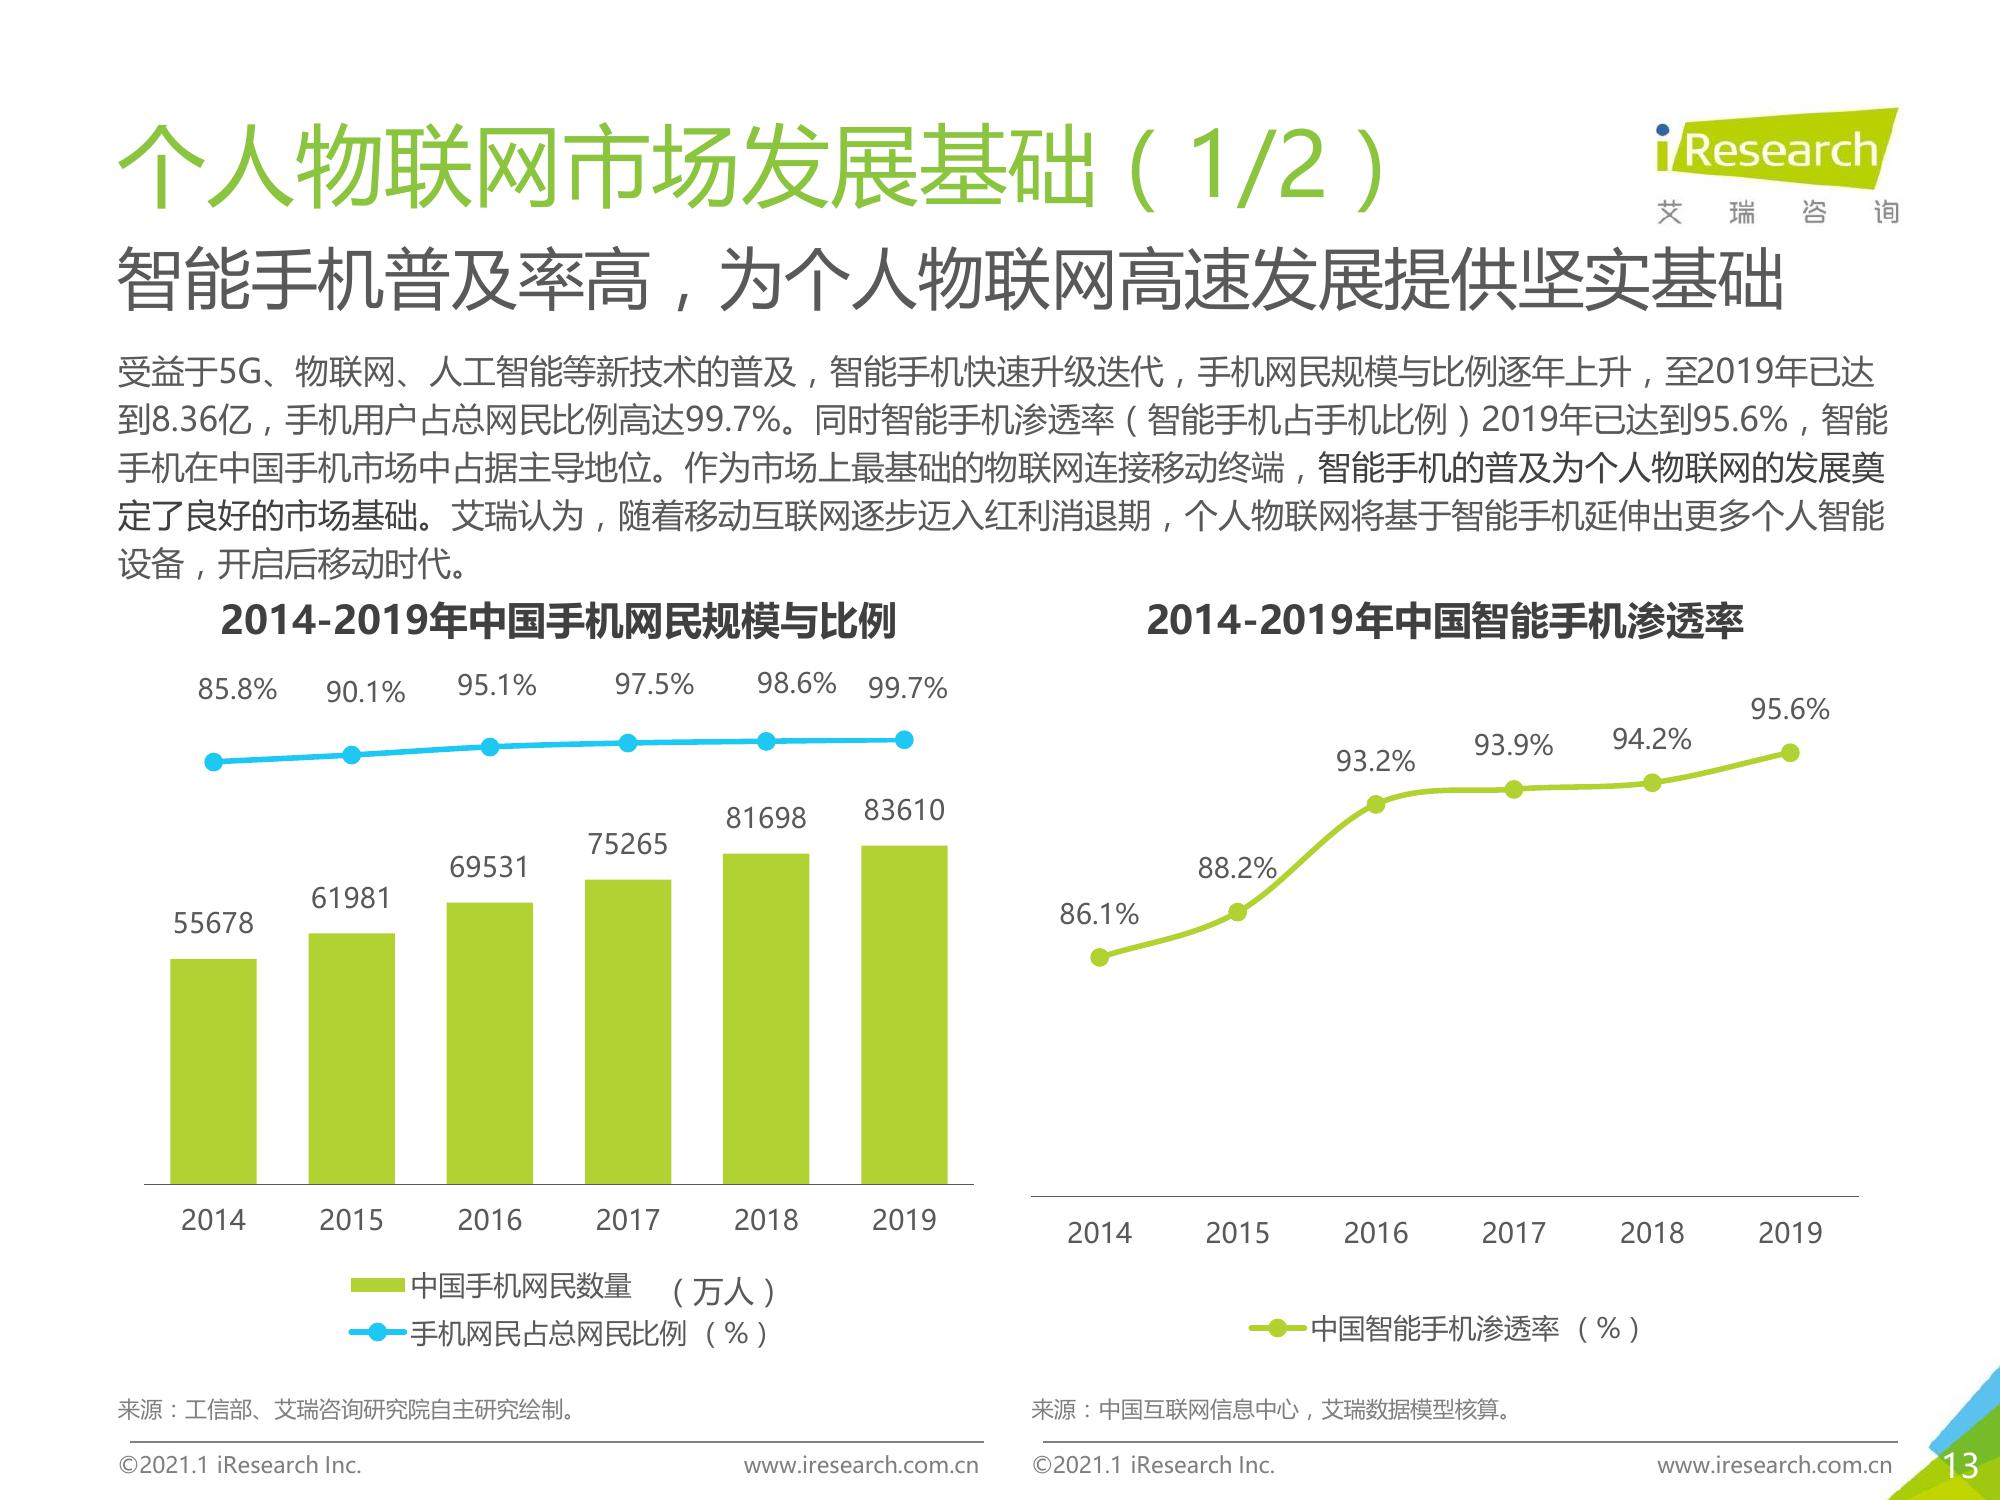 个人物联网市场发展基础（1/2）
iResearch
艾瑞咨询
智能手机普及率高，为个人物联网高速发展提供坚实基础
受益于5G、物联网、人工智能等新技术的普及，智能手机快速升级迭代，手机网民规模与比例逐年上升，至2019年已达
到8.36亿，手机用户占总网民比例高达99.7%。同时智能手机渗透率（智能手机占手机比例）2019年已达到95.6%，智能
手机在中国手机市场中占据主导地位。作为市场上最基础的物联网连接移动终端，智能手机的普及为个人物联网的发展奠
定了良好的市场基础。艾瑞认为，随着移动互联网逐步迈入红利消退期，个人物联网将基于智能手机延伸出更多个人智能
设备，开启后移动时代。
2014-2019年中国手机网民规模与比例
85.8% 90.1% 95.1% 97.5% 98.6% 99.7%
55678 61981 69531 75265 81698 83610
2014 2015 2016 2017 2018 2019
中国手机网民数量 （万人）
手机网民占总网民比例（%）
来源：工信部、艾瑞咨询研究院自主研究绘制。
©2021.1 iResearch Inc. www.iresearch.com.cn
2014-2019年中国智能手机渗透率
86.1% 88.2% 93.2% 93.9% 94.2% 95.6%
2014 2015 2016 2017 2018 2019
中国智能手机渗透率（%）
来源：中国互联网信息中心，艾瑞数据模型核算。
©2021.1 iResearch Inc. www.iresearch.com.cn
13